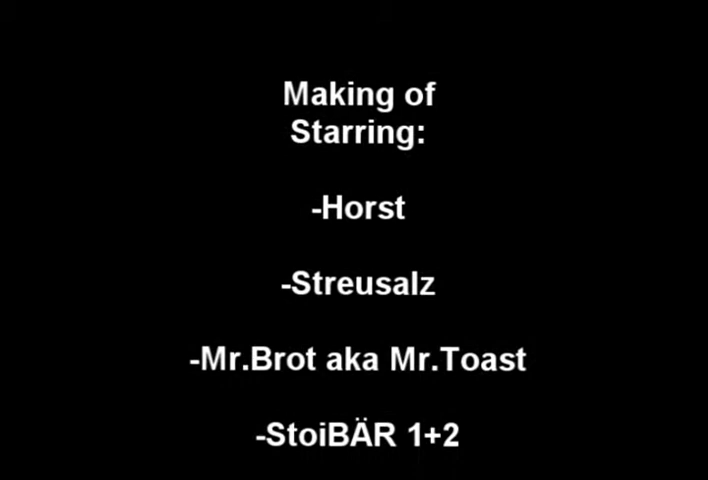 Making of
Starring:
-Horst
-Streusalz
-Mr.Brot aka Mr.Toast
-StoiBÄR 1+2